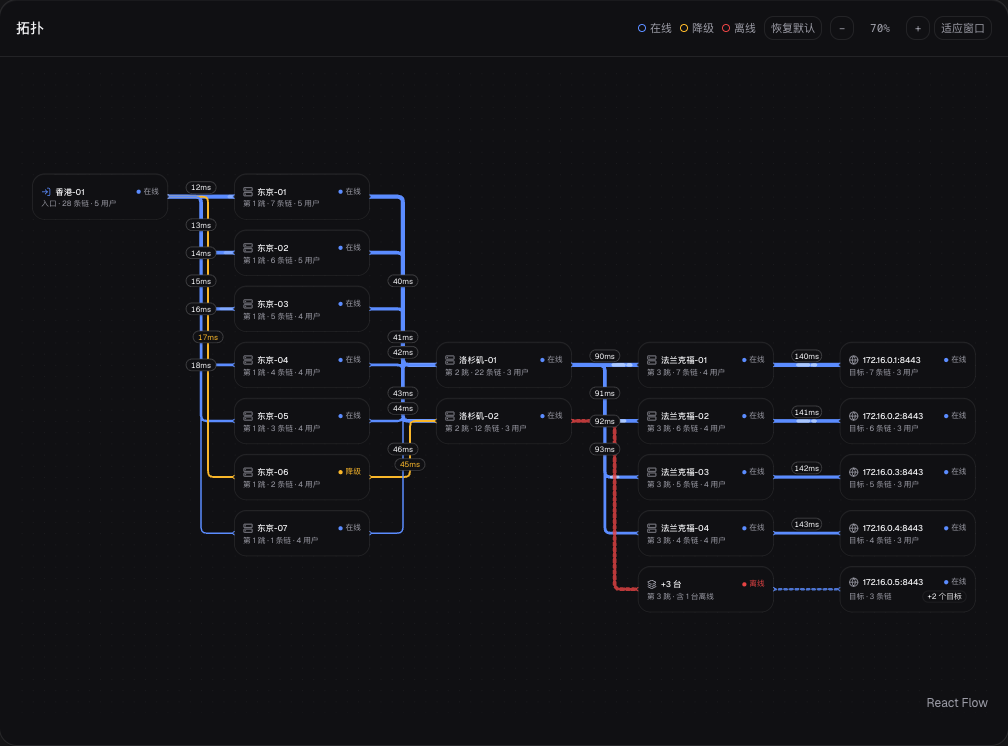 拓扑
在线 降级 离线 恢复默认 − 70% + 适应窗口
香港-01 在线
入口 · 28 条链 · 5 用户
12ms
13ms
14ms
15ms
16ms
17ms
18ms
东京-01 在线
第 1 跳 · 7 条链 · 5 用户
东京-02 在线
第 1 跳 · 6 条链 · 5 用户
东京-03 在线
第 1 跳 · 5 条链 · 4 用户
东京-04 在线
第 1 跳 · 4 条链 · 4 用户
东京-05 在线
第 1 跳 · 3 条链 · 4 用户
东京-06 降级
第 1 跳 · 2 条链 · 4 用户
东京-07 在线
第 1 跳 · 1 条链 · 4 用户
40ms
41ms
42ms
43ms
44ms
46ms
45ms
洛杉矶-01 在线
第 2 跳 · 22 条链 · 3 用户
洛杉矶-02 在线
第 2 跳 · 12 条链 · 3 用户
90ms
91ms
92ms
93ms
法兰克福-01 在线
第 3 跳 · 7 条链 · 4 用户
法兰克福-02 在线
第 3 跳 · 6 条链 · 4 用户
法兰克福-03 在线
第 3 跳 · 5 条链 · 4 用户
法兰克福-04 在线
第 3 跳 · 4 条链 · 4 用户
+3 台 离线
第 3 跳 · 含 1 台离线
140ms
141ms
142ms
143ms
172.16.0.1:8443 在线
目标 · 7 条链 · 3 用户
172.16.0.2:8443 在线
目标 · 6 条链 · 3 用户
172.16.0.3:8443 在线
目标 · 5 条链 · 3 用户
172.16.0.4:8443 在线
目标 · 4 条链 · 3 用户
172.16.0.5:8443 在线
目标 · 3 条链 +2 个目标
React Flow